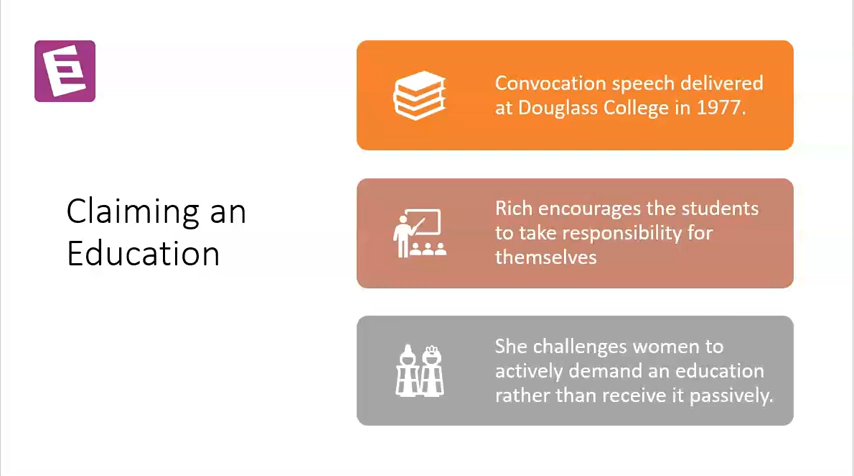 Claiming an
Education
Convocation speech delivered
at Douglass College in 1977.
Rich encourages the students
to take responsibility for
themselves
She challenges women to
actively demand an education
rather than receive it passively.